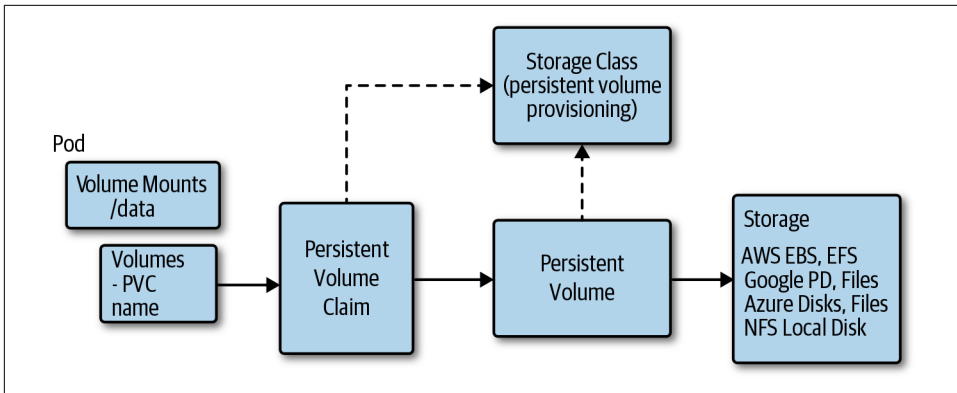 Storage Class
(persistent volume
provisioning)
Pod
Volume Mounts
/data
Volumes
- PVC
name
Persistent
Volume
Claim
Persistent
Volume
Storage
AWS EBS, EFS
Google PD, Files
Azure Disks, Files
NFS Local Disk